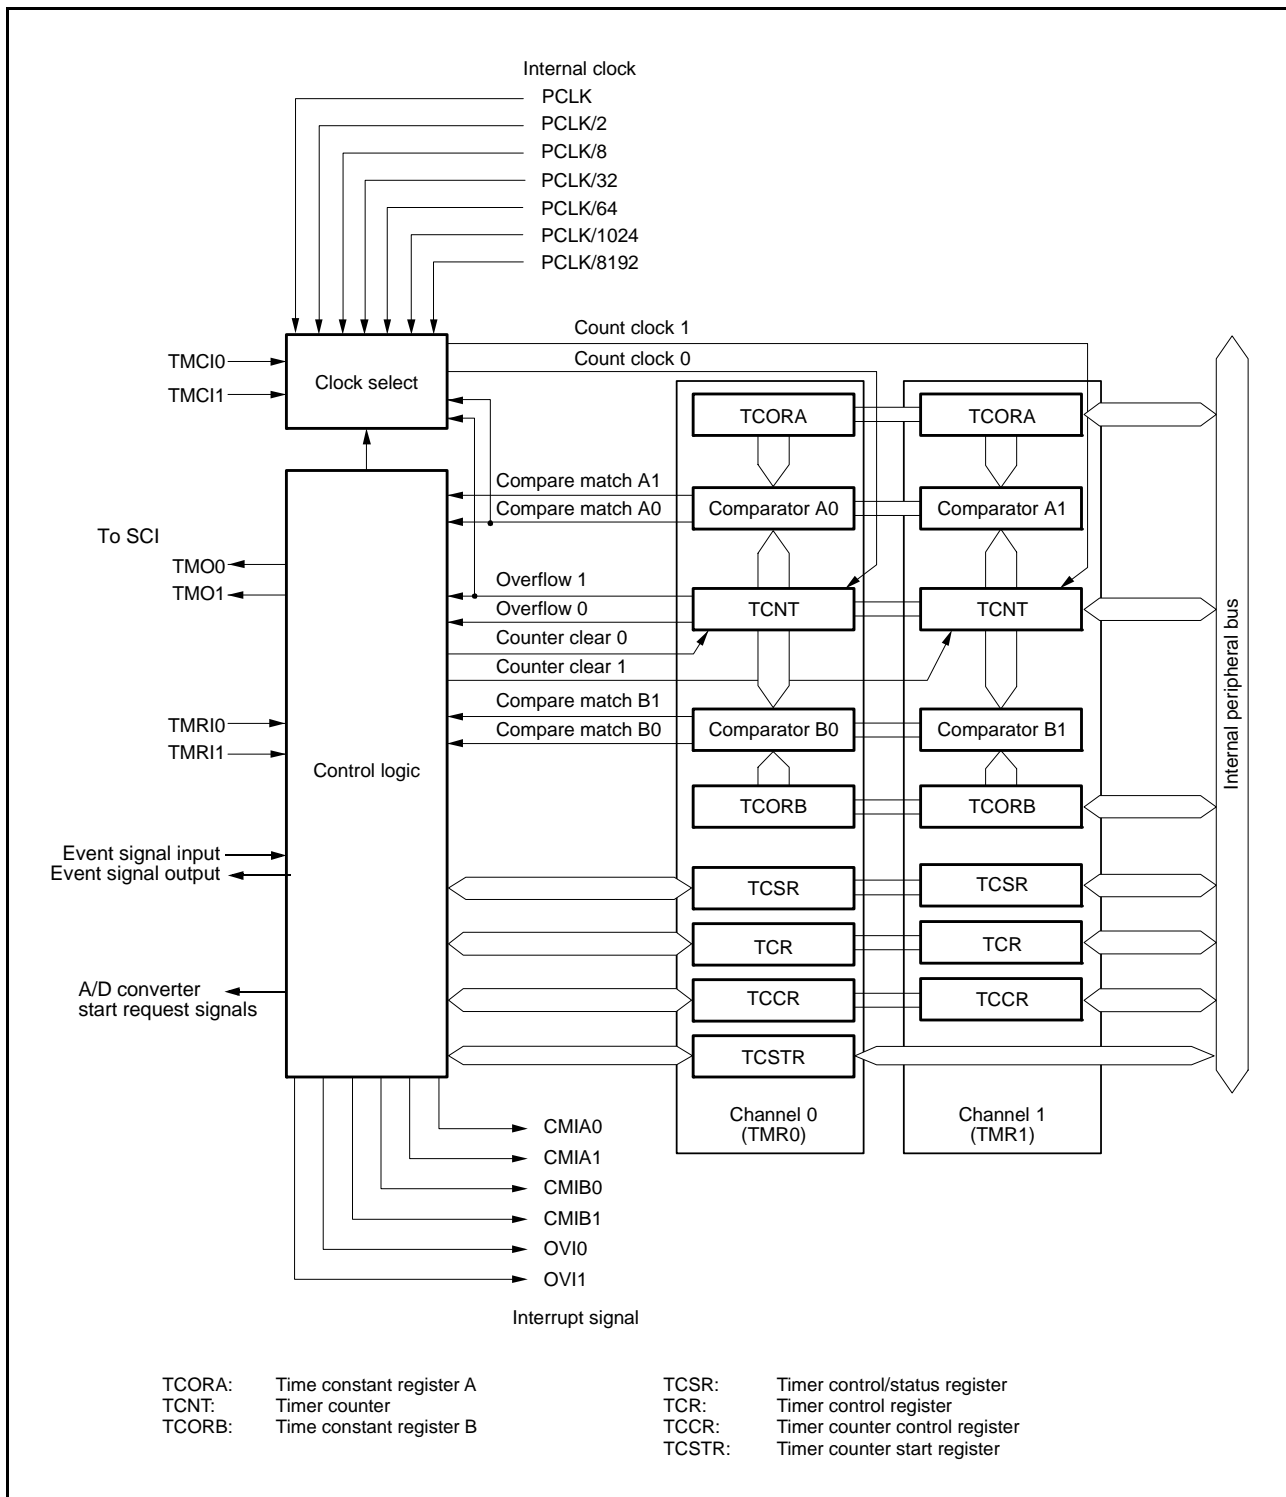 Internal clock
PCLK
PCLK/2
PCLK/8
PCLK/32
PCLK/64
PCLK/1024
PCLK/8192
Count clock 1
Count clock 0
TMCI0
TMCI1
Clock select
TCORA
TCORA
Compare match A1
Compare match A0
Comparator A0
Comparator A1
To SCI
TMO0
TMO1
Overflow 1
Overflow 0
TCNT
TCNT
Counter clear 0
Counter clear 1
Internal peripheral bus
TMRI0
TMRI1
Compare match B1
Compare match B0
Comparator B0
Comparator B1
Control logic
TCORB
TCORB
Event signal input
Event signal output
TCSR
TCSR
TCR
TCR
A/D converter
start request signals
TCCR
TCCR
TCSTR
Channel 0
(TMR0)
Channel 1
(TMR1)
CMIA0
CMIA1
CMIB0
CMIB1
OVI0
OVI1
Interrupt signal
TCORA: Time constant register A
TCNT: Timer counter
TCORB: Time constant register B
TCSR: Timer control/status register
TCR: Timer control register
TCCR: Timer counter control register
TCSTR: Timer counter start register